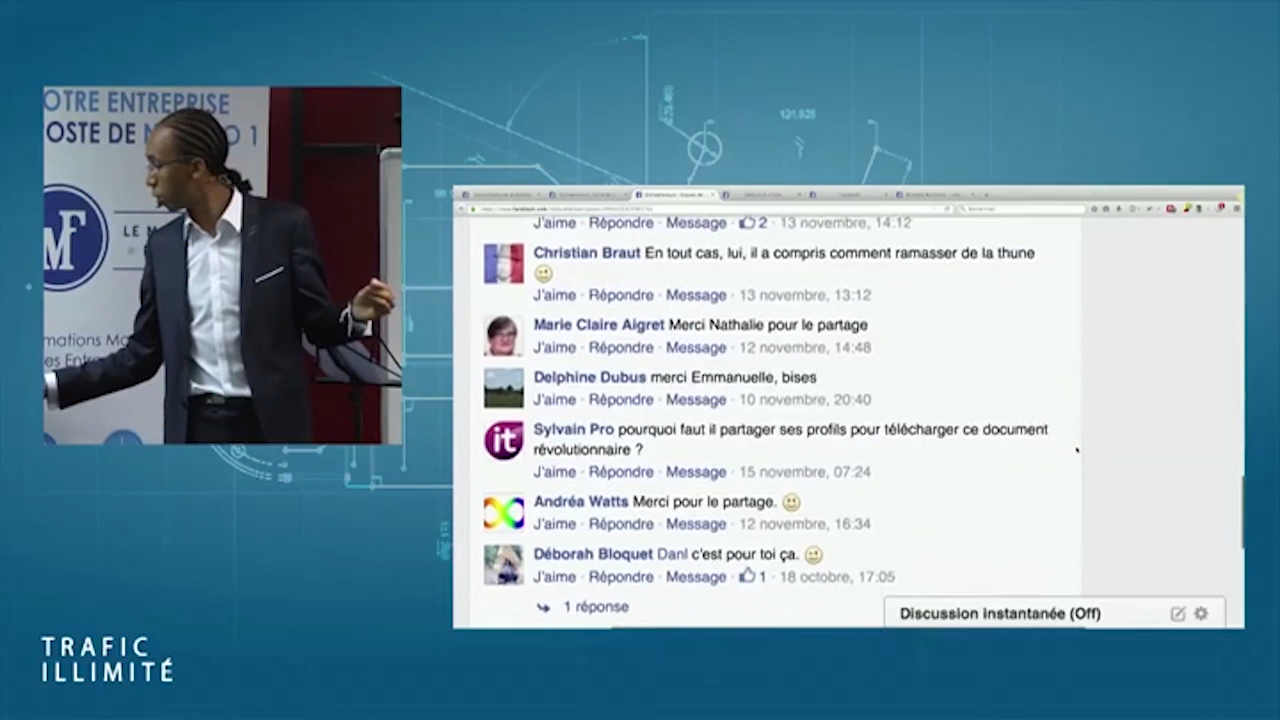 OTRE ENTREPRISE
OSTE DE N
O 1
MF
LE M
mations Ma
es Entre
121.825
J'aime · Répondre · Message · 2 · 13 novembre, 14:12
Christian Braut En tout cas, lui, il a compris comment ramasser de la thune
J'aime · Répondre · Message · 13 novembre, 13:12
Marie Claire Aigret Merci Nathalie pour le partage
J'aime · Répondre · Message · 12 novembre, 14:48
Delphine Dubus merci Emmanuelle, bises
J'aime · Répondre · Message · 10 novembre, 20:40
Sylvain Pro pourquoi faut il partager ses profils pour télécharger ce document
révolutionnaire ?
it
J'aime · Répondre · Message · 15 novembre, 07:24
Andréa Watts Merci pour le partage.
J'aime · Répondre · Message · 12 novembre, 16:34
Déborah Bloquet Danl c'est pour toi ça.
J'aime · Répondre · Message · 1 · 18 octobre, 17:05
1 réponse
Discussion instantanée (Off)
TRAFIC
ILLIMITÉ